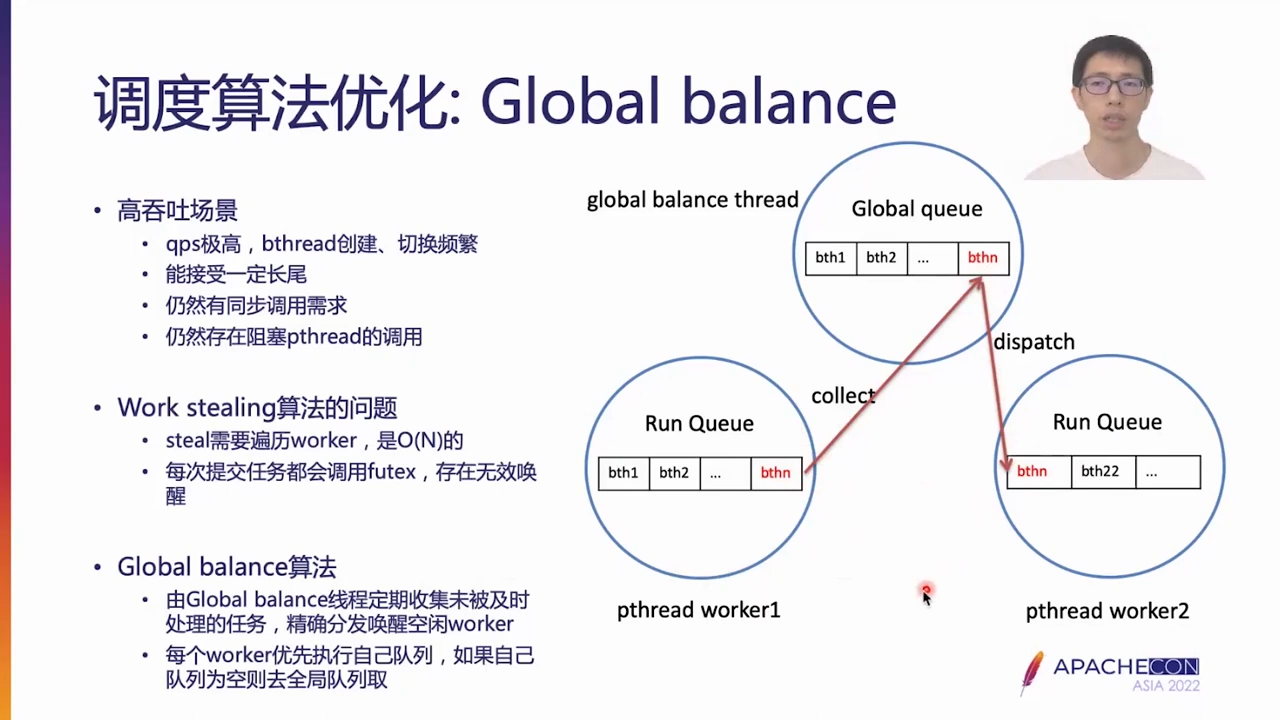 调度算法优化: Global balance
• 高吞吐场景
• qps极高，bthread创建、切换频繁
• 能接受一定长尾
• 仍然有同步调用需求
• 仍然存在阻塞pthread的调用
• Work stealing算法的问题
• steal需要遍历worker，是O(N)的
• 每次提交任务都会调用futex，存在无效唤
醒
• Global balance算法
• 由Global balance线程定期收集未被及时
处理的任务，精确分发唤醒空闲worker
• 每个worker优先执行自己队列，如果自己
队列为空则去全局队列取
global balance thread
Global queue
bth1 bth2 ... bthn
dispatch
collect
Run Queue
bth1 bth2 ... bthn
pthread worker1
Run Queue
bthn bth22 ...
pthread worker2
APACHECON
ASIA 2022